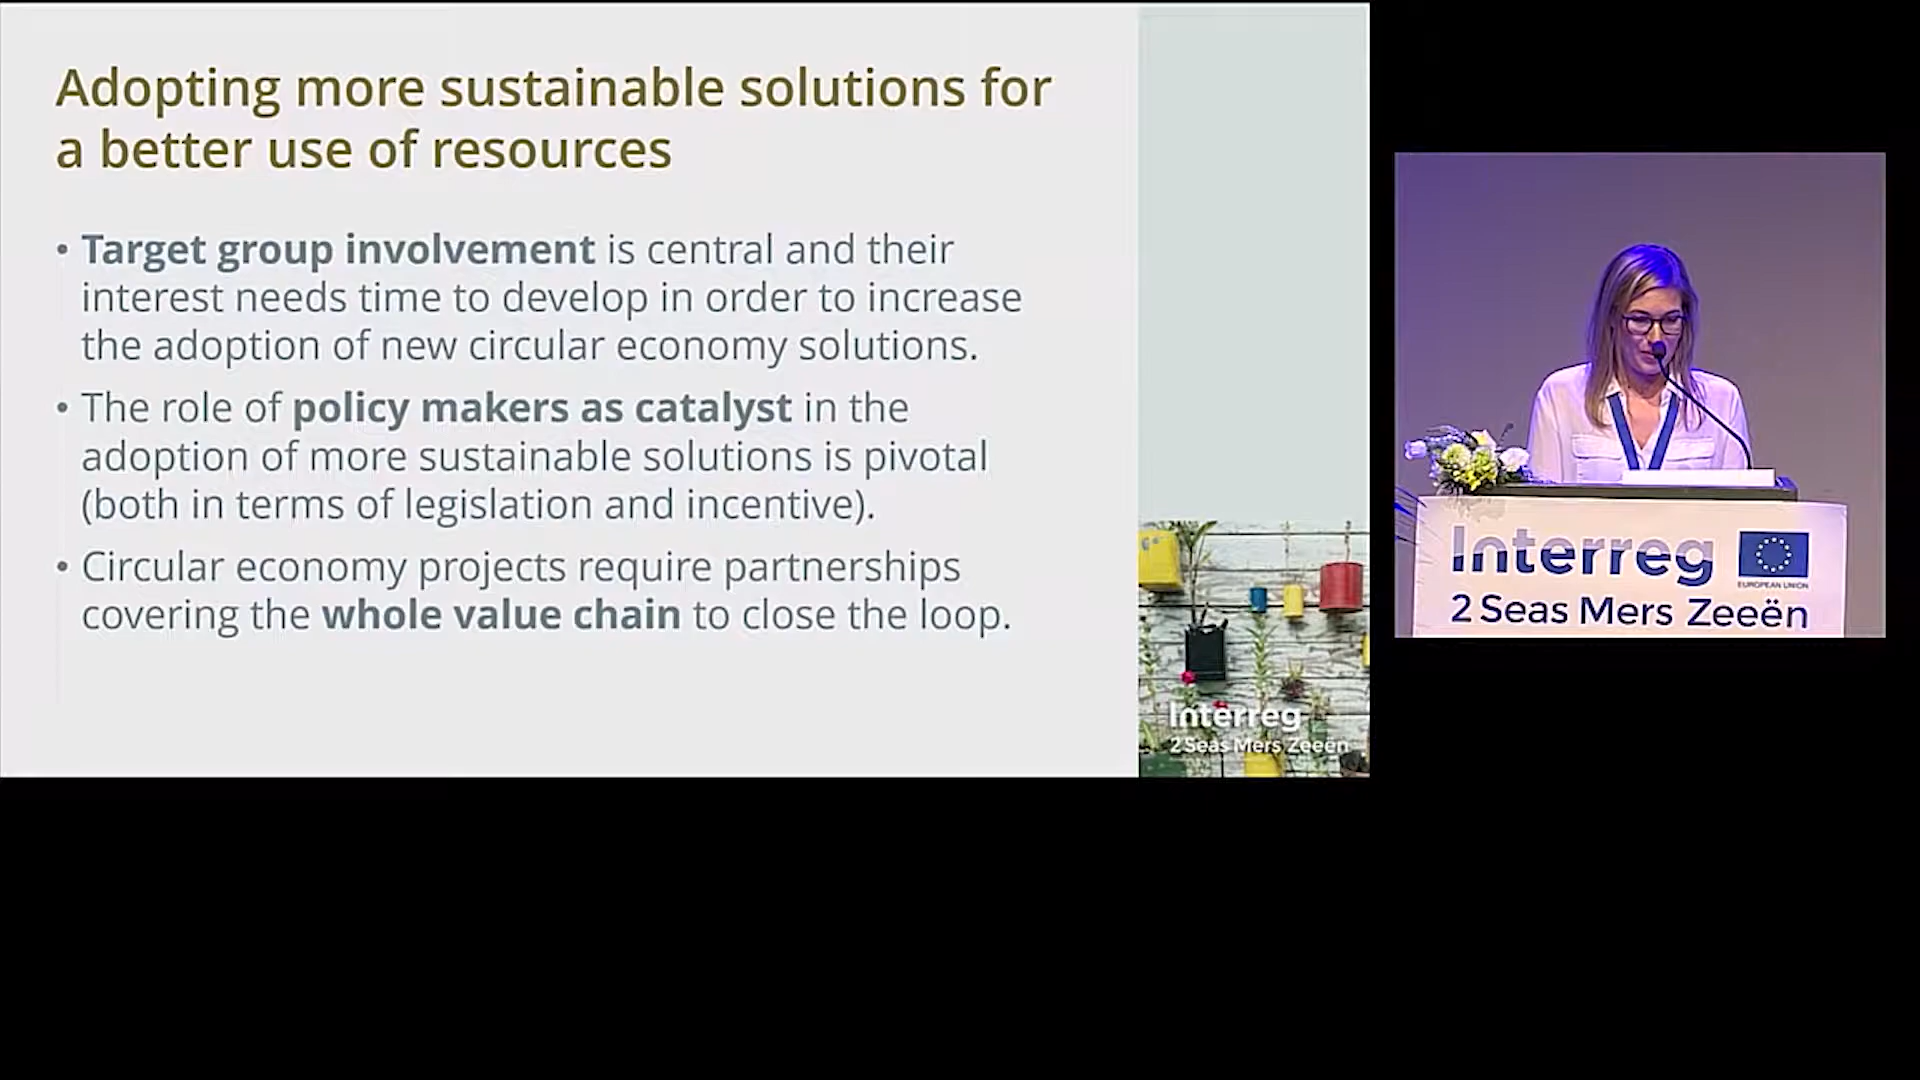 Adopting more sustainable solutions for
a better use of resources
• Target group involvement is central and their
interest needs time to develop in order to increase
the adoption of new circular economy solutions.
• The role of policy makers as catalyst in the
adoption of more sustainable solutions is pivotal
(both in terms of legislation and incentive).
• Circular economy projects require partnerships
covering the whole value chain to close the loop.
Interreg
2 Seas Mers Zeeën
Interreg
EUROPEAN UNION
2 Seas Mers Zeeën